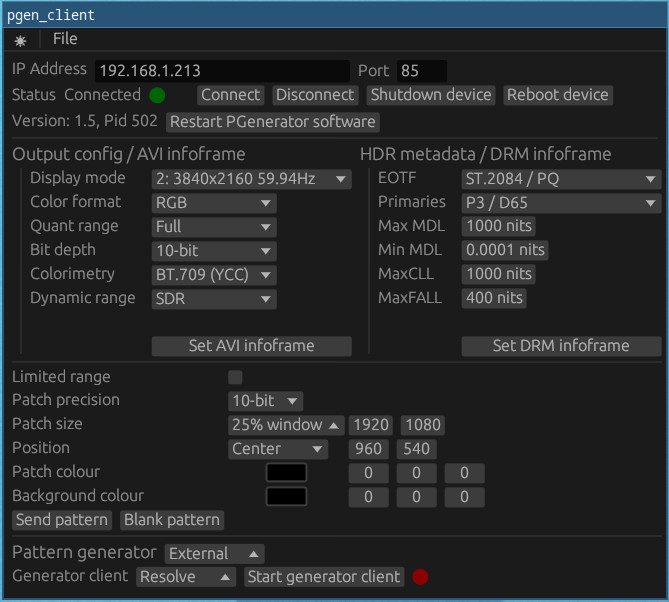 pgen_client
File
IP Address 192.168.1.213 Port 85
Status Connected Connect Disconnect Shutdown device Reboot device
Version: 1.5, Pid 502 Restart PGenerator software
Output config / AVI infoframe
Display mode 2: 3840x2160 59.94Hz
Color format RGB
Quant range Full
Bit depth 10-bit
Colorimetry BT.709 (YCC)
Dynamic range SDR
Set AVI infoframe
HDR metadata / DRM infoframe
EOTF ST.2084 / PQ
Primaries P3 / D65
Max MDL 1000 nits
Min MDL 0.0001 nits
MaxCLL 1000 nits
MaxFALL 400 nits
Set DRM infoframe
Limited range
Patch precision 10-bit
Patch size 25% window 1920 1080
Position Center 960 540
Patch colour 0 0 0
Background colour 0 0 0
Send pattern Blank pattern
Pattern generator External
Generator client Resolve Start generator client